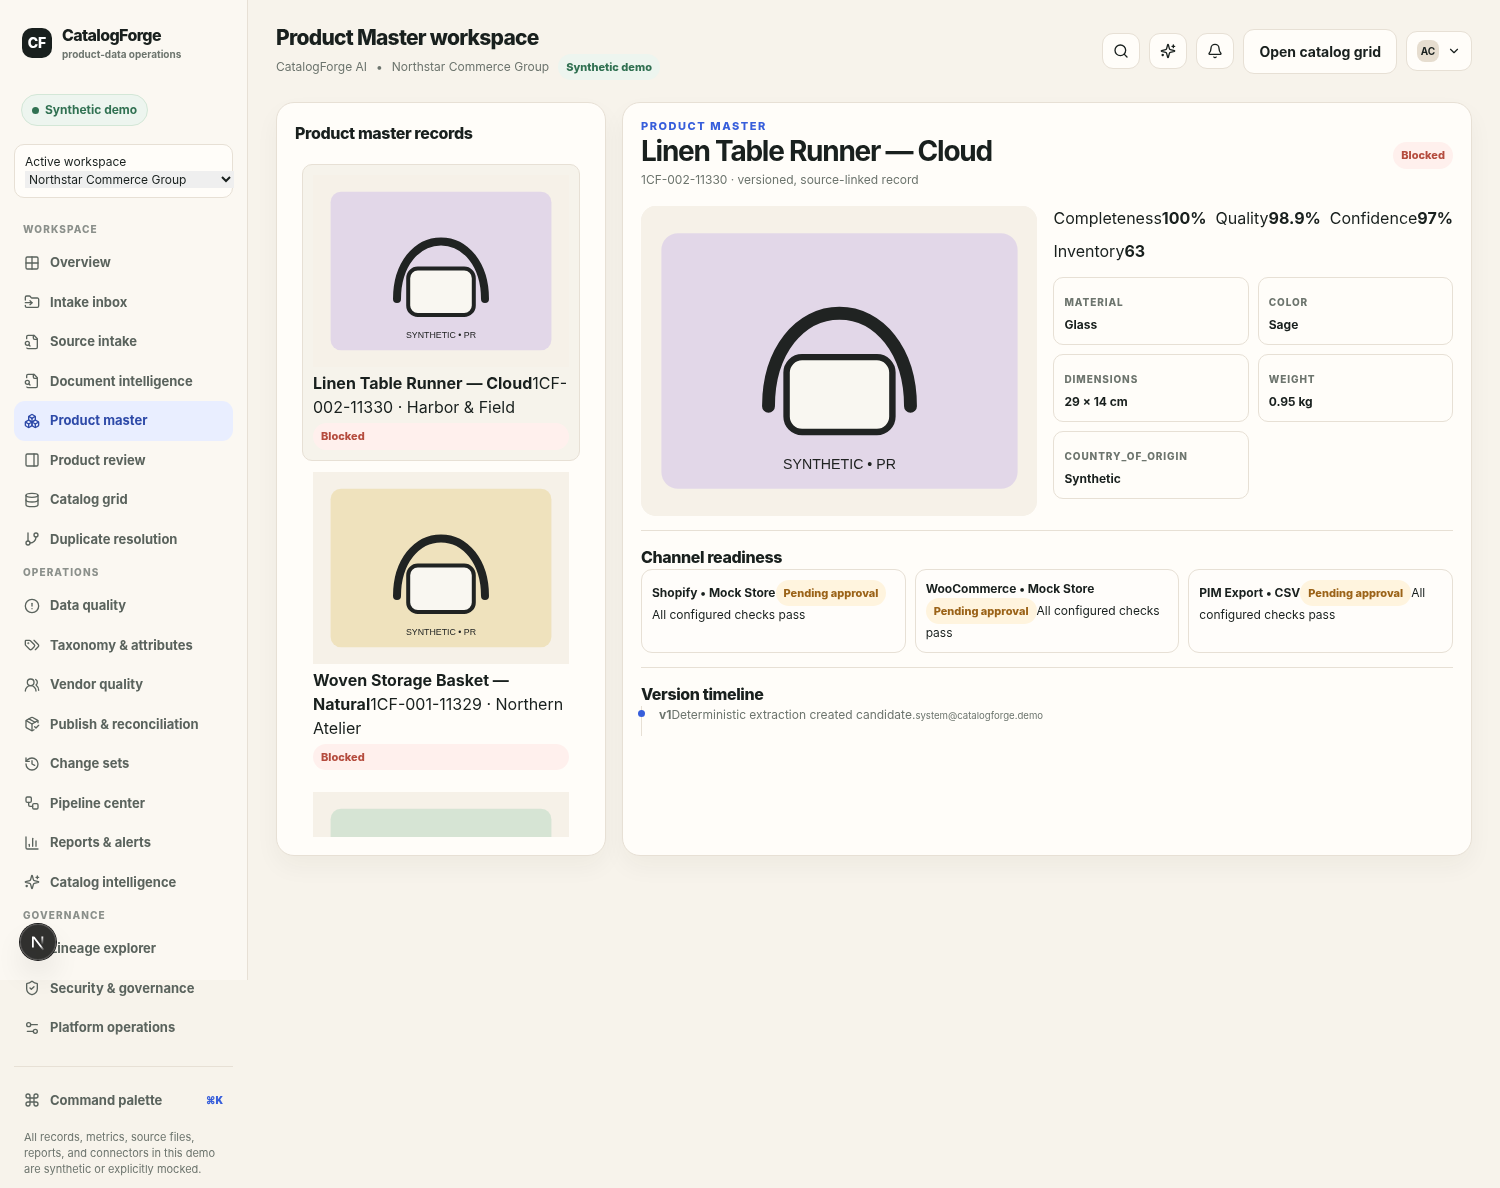 CF
CatalogForge
product-data operations
Synthetic demo
Active workspace
Northstar Commerce Group
WORKSPACE
Overview
Intake inbox
Source intake
Document intelligence
Product master
Product review
Catalog grid
Duplicate resolution
OPERATIONS
Data quality
Taxonomy & attributes
Vendor quality
Publish & reconciliation
Change sets
Pipeline center
Reports & alerts
Catalog intelligence
GOVERNANCE
N
ineage explorer
Security & governance
Platform operations
Command palette ⌘K
All records, metrics, source files,
reports, and connectors in this demo
are synthetic or explicitly mocked.
Product Master workspace
CatalogForge AI • Northstar Commerce Group Synthetic demo
Open catalog grid
AC
Product master records
SYNTHETIC • PR
Linen Table Runner — Cloud1CF-
002-11330 · Harbor & Field
Blocked
SYNTHETIC • PR
Woven Storage Basket —
Natural1CF-001-11329 · Northern
Atelier
Blocked
PRODUCT MASTER
Linen Table Runner — Cloud
Blocked
1CF-002-11330 · versioned, source-linked record
SYNTHETIC • PR
Completeness100% Quality98.9% Confidence97%
Inventory63
MATERIAL
Glass
COLOR
Sage
DIMENSIONS
29 × 14 cm
WEIGHT
0.95 kg
COUNTRY_OF_ORIGIN
Synthetic
Channel readiness
Shopify • Mock Store Pending approval
All configured checks pass
WooCommerce • Mock Store
Pending approval All configured checks
pass
PIM Export • CSV Pending approval All
configured checks pass
Version timeline
v1Deterministic extraction created candidate.system@catalogforge.demo